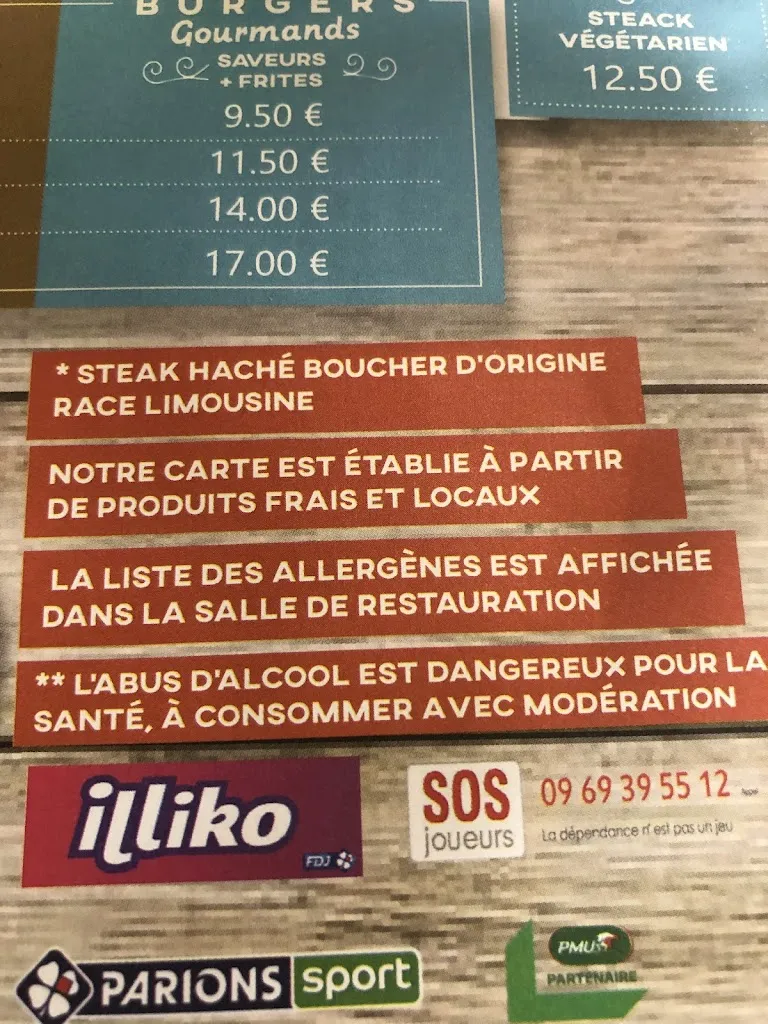 BURGERS
Gourmands
SAVEURS
+ FRITES
9.50 €
11.50 €
14.00 €
17.00 €
STEACK
VÉGÉTARIEN
12.50 €
* STEAK HACHÉ BOUCHER D'ORIGINE
RACE LIMOUSINE
NOTRE CARTE EST ÉTABLIE À PARTIR
DE PRODUITS FRAIS ET LOCAUX
LA LISTE DES ALLERGÈNES EST AFFICHÉE
DANS LA SALLE DE RESTAURATION
** L'ABUS D'ALCOOL EST DANGEREUX POUR LA
SANTÉ, À CONSOMMER AVEC MODÉRATION
illiko
FDJ
SOS
joueurs
09 69 39 55 12
La dépendance n'est pas un jeu
PARIONS sport
PMU
PARTENAIRE